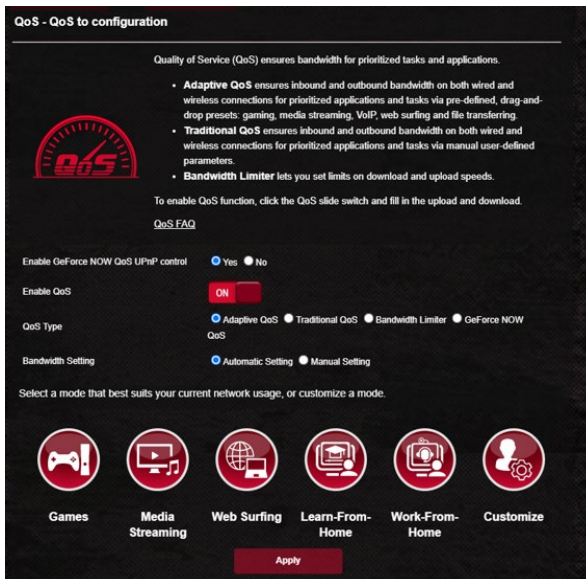 QoS - QoS to configuration
Quality of Service (QoS) ensures bandwidth for prioritized tasks and applications.
• Adaptive QoS ensures inbound and outbound bandwidth on both wired and
wireless connections for prioritized applications and tasks via pre-defined, drag-and-
drop presets: gaming, media streaming, VoIP, web surfing and file transferring.
• Traditional QoS ensures inbound and outbound bandwidth on both wired and
wireless connections for prioritized applications and tasks via manual user-defined
parameters.
• Bandwidth Limiter lets you set limits on download and upload speeds.
QoS
To enable QoS function, click the QoS slide switch and fill in the upload and download.
QoS FAQ
Enable GeForce NOW QoS UPnP control Yes No
Enable QoS ON
QoS Type Adaptive QoS Traditional QoS Bandwidth Limiter GeForce NOW
QoS
Bandwidth Setting Automatic Setting Manual Setting
Select a mode that best suits your current network usage, or customize a mode.
Games Media Web Surfing Learn-From- Work-From- Customize
Streaming Home Home
Apply